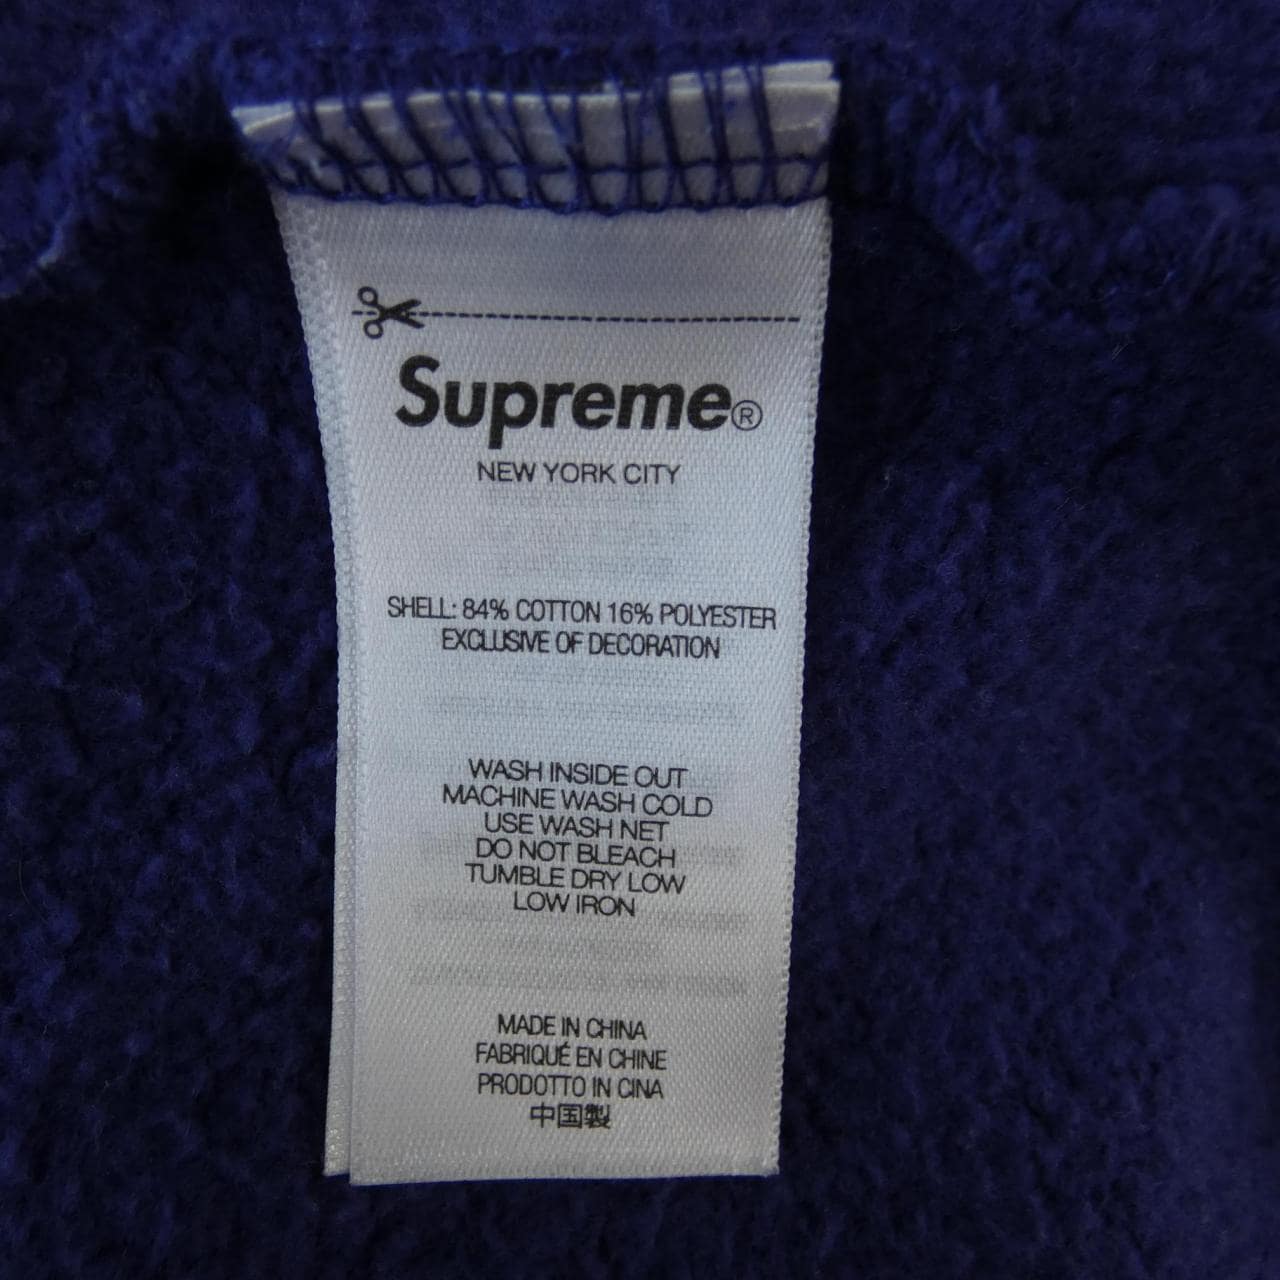 Supreme®
NEW YORK CITY
SHELL: 84% COTTON 16% POLYESTER
EXCLUSIVE OF DECORATION
WASH INSIDE OUT
MACHINE WASH COLD
USE WASH NET
DO NOT BLEACH
TUMBLE DRY LOW
LOW IRON
MADE IN CHINA
FABRIQUÉ EN CHINE
PRODOTTO IN CINA
中国製